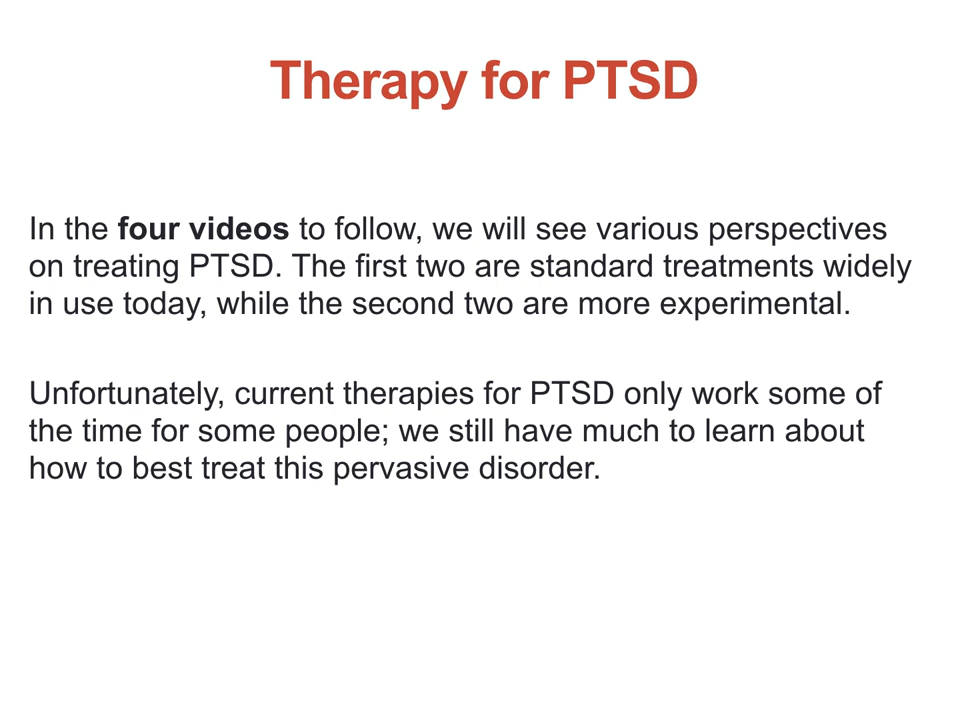 Therapy for PTSD
In the four videos to follow, we will see various perspectives
on treating PTSD. The first two are standard treatments widely
in use today, while the second two are more experimental.
Unfortunately, current therapies for PTSD only work some of
the time for some people; we still have much to learn about
how to best treat this pervasive disorder.